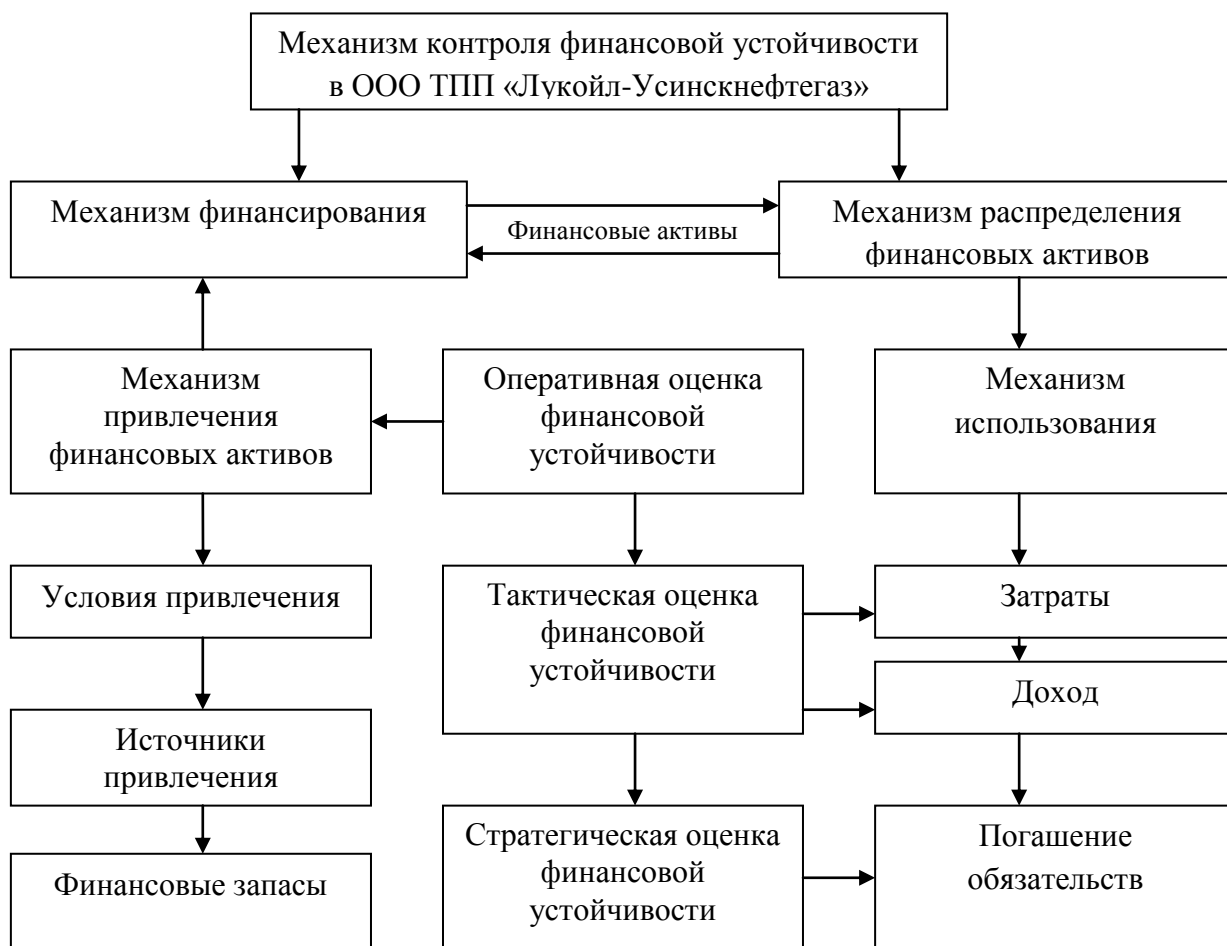 Механизм контроля финансовой устойчивости
в ООО ТПП «Лукойл-Усинскнефтегаз»
Механизм финансирования
Финансовые активы
Механизм распределения
финансовых активов
Механизм
привлечения
финансовых активов
Оперативная оценка
финансовой
устойчивости
Механизм
использования
Условия привлечения
Тактическая оценка
финансовой
устойчивости
Затраты
Доход
Источники
привлечения
Стратегическая оценка
финансовой
устойчивости
Погашение
обязательств
Финансовые запасы